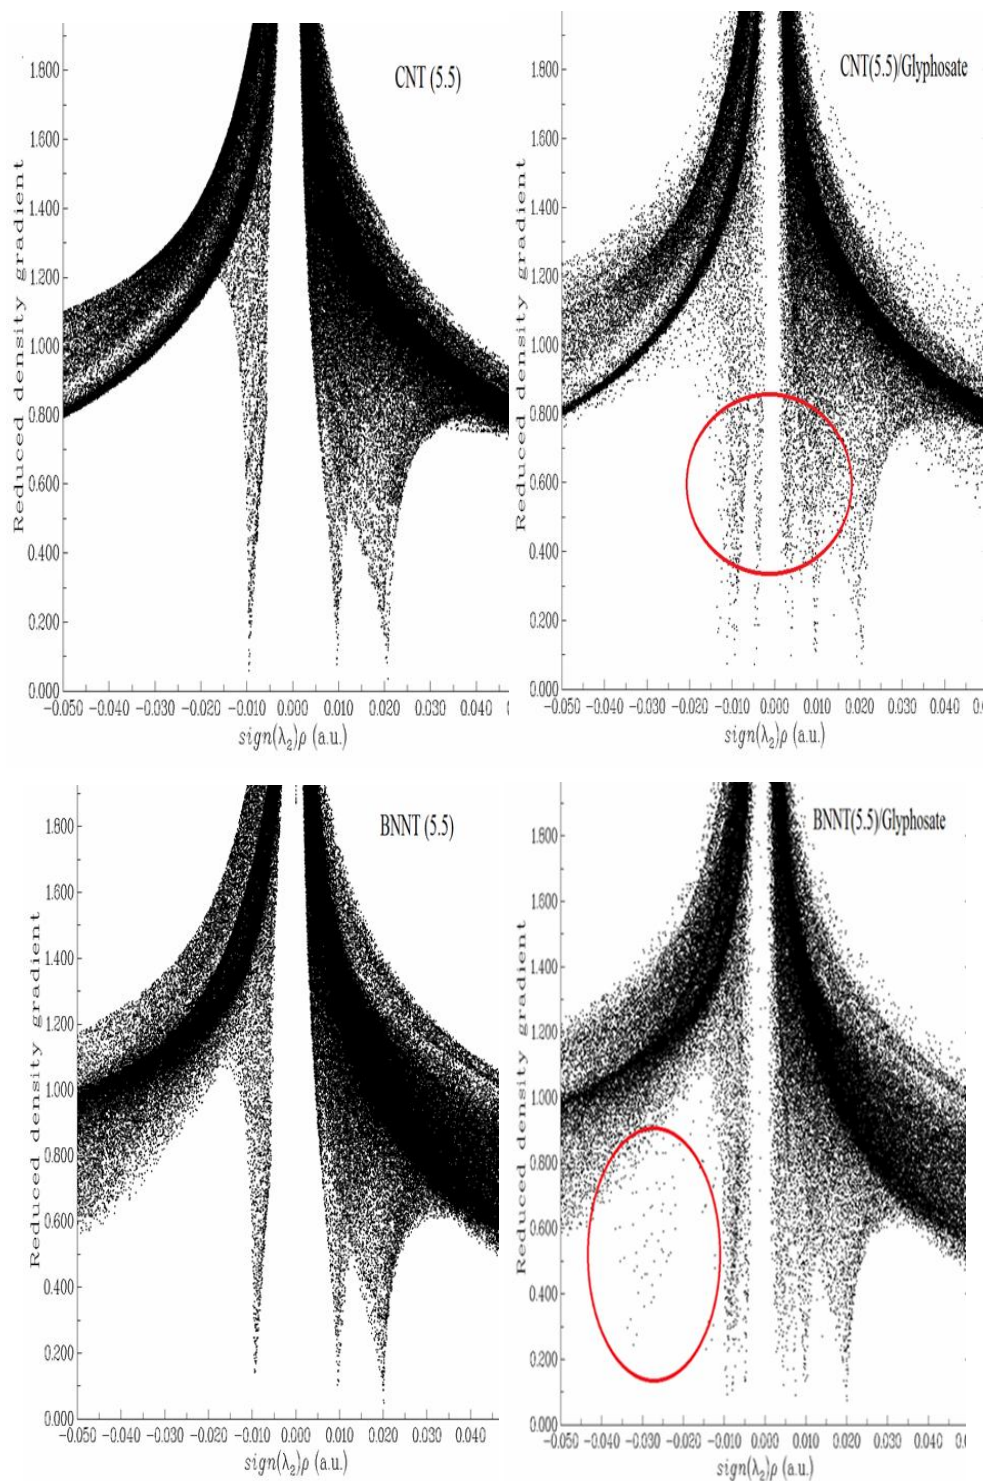 CNT (5.5)
Reduced density gradient
1.800
1.600
1.400
1.200
1.000
0.800
0.600
0.400
0.200
0.000
-0.050 -0.040 -0.030 -0.020 -0.010 0.000 0.010 0.020 0.030 0.040
sign(λ₂)ρ (a.u.)
CNT(5.5)/Glyphosate
Reduced density gradient
1.800
1.600
1.400
1.200
1.000
0.800
0.600
0.400
0.200
0.000
-0.050 -0.040 -0.030 -0.020 -0.010 0.000 0.010 0.020 0.030 0.040
sign(λ₂)ρ (a.u.)
BNNT (5.5)
Reduced density gradient
1.800
1.600
1.400
1.200
1.000
0.800
0.600
0.400
0.200
0.000
-0.050 -0.040 -0.030 -0.020 -0.010 0.000 0.010 0.020 0.030 0.040
sign(λ₂)ρ (a.u.)
BNNT(5.5)/Glyphosate
Reduced density gradient
1.800
1.600
1.400
1.200
1.000
0.800
0.600
0.400
0.200
0.000
-0.050 -0.040 -0.030 -0.020 -0.010 0.000 0.010 0.020 0.030 0.040
sign(λ₂)ρ (a.u.)